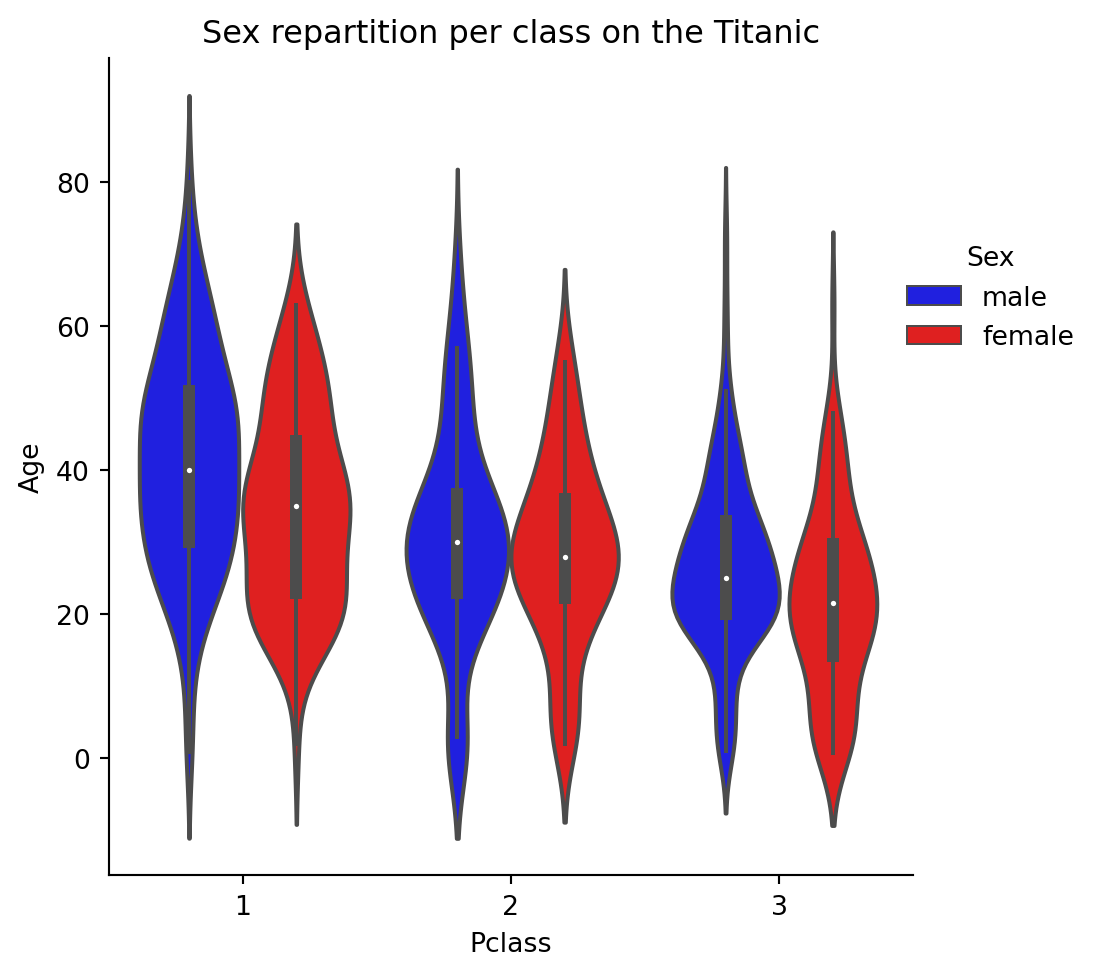 Sex repartition per class on the Titanic
80
60
40
20
0
Age
1
2
3
Pclass
Sex
male
female